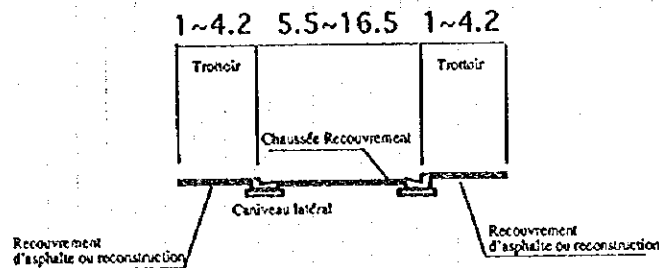 1~4.2 5.5~16.5 1~4.2
Trottoir Trottoir
Chaussée Recouvrement
Caniveau latéral
Recouvrement
d'asphalte ou reconstruction
Recouvrement
d'asphalte ou reconstruction